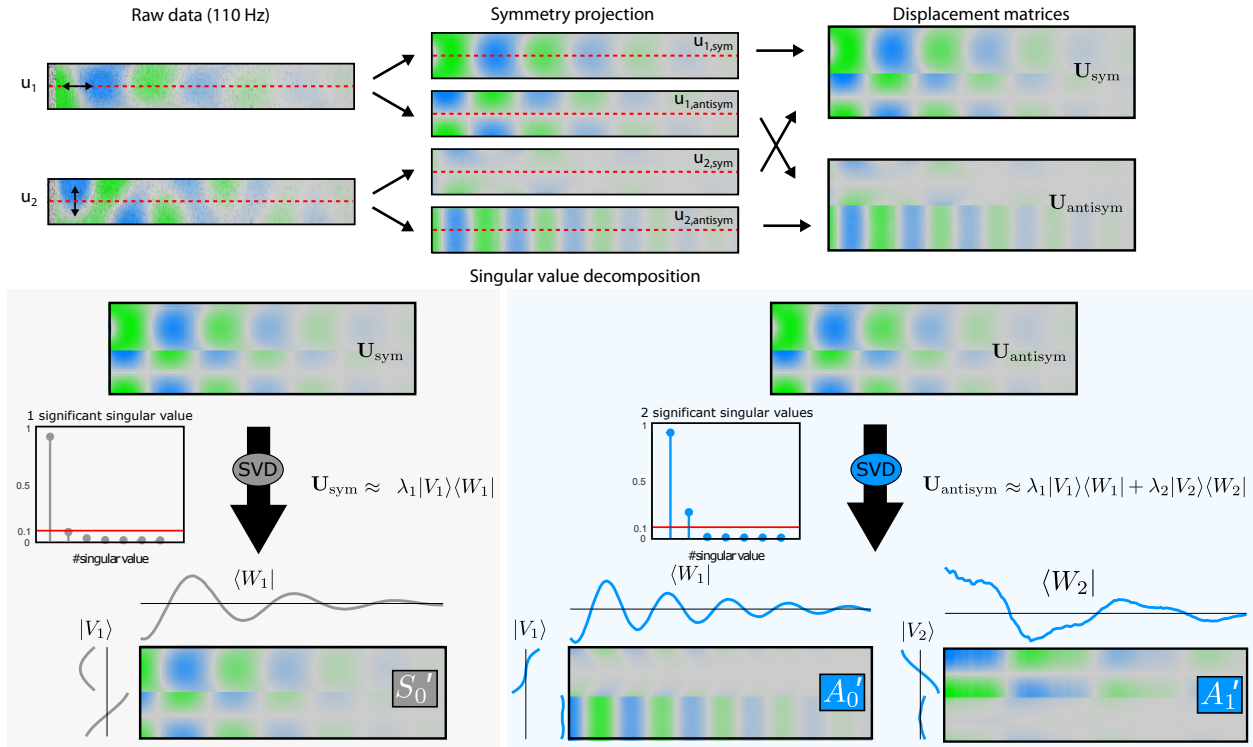 Raw data (110 Hz)
Symmetry projection
Displacement matrices
u1
u2
u1,sym
u1,antisym
u2,sym
u2,antisym
Usym
Uantisym
Singular value decomposition
Usym
1 significant singular value
1
0.5
0.1
0
#singular value
SVD
Usym ≈ λ1|V1⟩⟨W1|
⟨W1|
|V1⟩
S0′
Uantisym
2 significant singular values
1
0.5
0.1
0
#singular value
SVD
Uantisym ≈ λ1|V1⟩⟨W1| + λ2|V2⟩⟨W2|
⟨W1|
|V1⟩
A0′
⟨W2|
|V2⟩
A1′